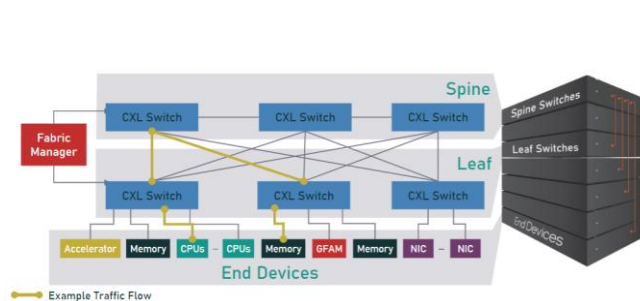 Spine
CXL Switch
CXL Switch
CXL Switch
Fabric
Manager
Leaf
CXL Switch
CXL Switch
CXL Switch
Accelerator
Memory
CPUs
–
CPUs
Memory
GFAM
Memory
NIC
–
NIC
End Devices
Example Traffic Flow
Spine Switches
Leaf Switches
End Devices